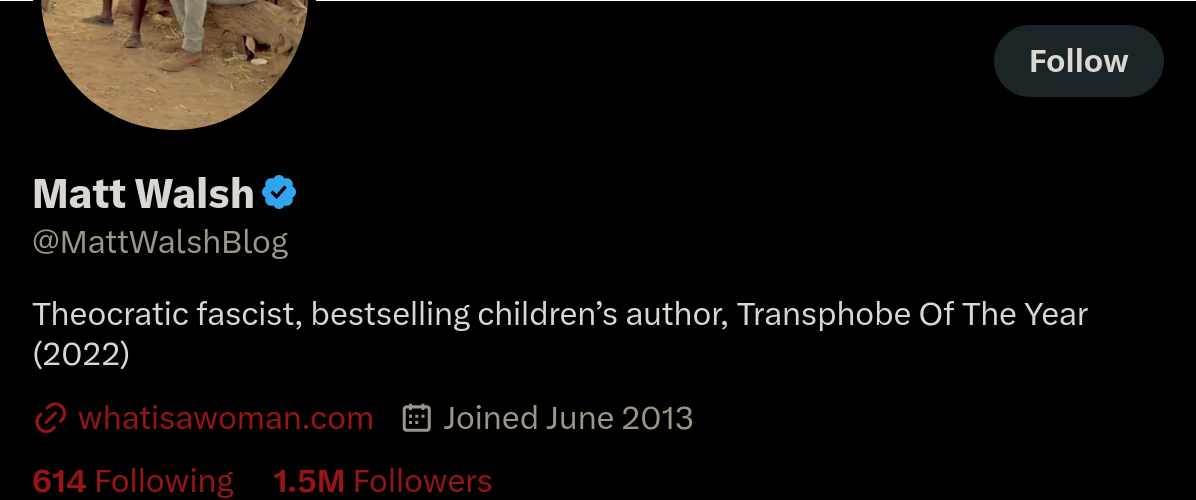 Follow
Matt Walsh
@MattWalshBlog
Theocratic fascist, bestselling children’s author, Transphobe Of The Year
(2022)
whatisawoman.com Joined June 2013
614 Following 1.5M Followers